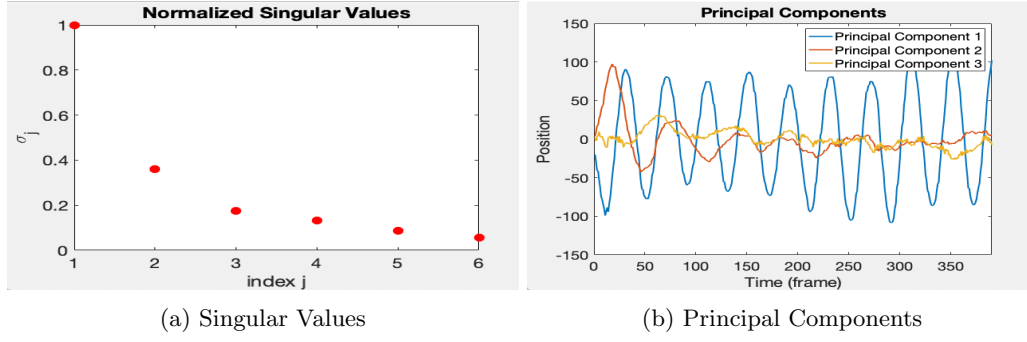 Normalized Singular Values
1
0.8
0.6
0.4
0.2
0
σj
1 2 3 4 5 6
index j
(a) Singular Values
Principal Components
150
100
50
0
-50
-100
-150
Position
Principal Component 1
Principal Component 2
Principal Component 3
0 50 100 150 200 250 300 350
Time (frame)
(b) Principal Components